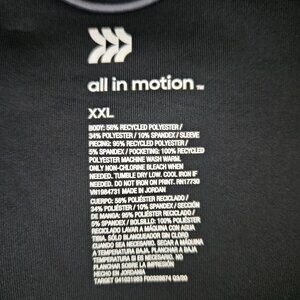 all in motion™
XXL
BODY: 56% RECYCLED POLYESTER /
34% POLYESTER / 10% SPANDEX / SLEEVE
PIECING: 95% RECYCLED POLYESTER /
5% SPANDEX / POCKETING: 100% RECYCLED
POLYESTER MACHINE WASH WARM.
ONLY NON-CHLORINE BLEACH WHEN
NEEDED. TUMBLE DRY LOW. COOL IRON IF
NEEDED. DO NOT IRON ON PRINT. RN17730
VN1984731 MADE IN JORDAN
CUERPO: 56% POLIÉSTER RECICLADO /
34% POLIÉSTER / 10% SPANDEX / SECCIÓN
DE MANGA: 95% POLIÉSTER RECICLADO /
5% SPANDEX / BOLSILLO: 100% POLIÉSTER
RECICLADO LAVAR A MÁQUINA CON AGUA
TIBIA. SÓLO BLANQUEADOR SIN CLORO
CUANDO SEA NECESARIO. SECAR A MÁQUINA
A TEMPERATURA BAJA. PLANCHAR A BAJA
TEMPERATURA SI ES NECESARIO. NO
PLANCHAR SOBRE LA IMPRESIÓN
HECHO EN JORDANIA
TARGET